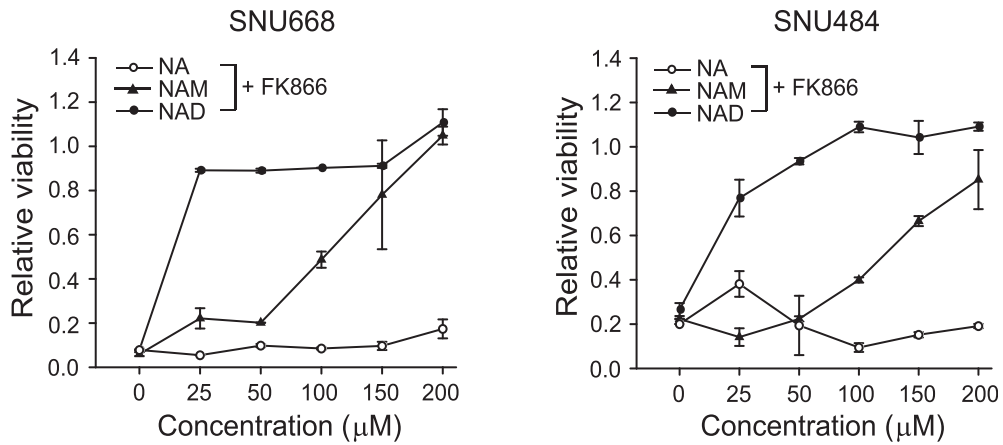 SNU668
Relative viability
1.4
1.2
1.0
0.8
0.6
0.4
0.2
0.0
NA
NAM
NAD
+ FK866
0 25 50 100 150 200
Concentration (μM)
SNU484
Relative viability
1.4
1.2
1.0
0.8
0.6
0.4
0.2
0.0
NA
NAM
NAD
+ FK866
0 25 50 100 150 200
Concentration (μM)